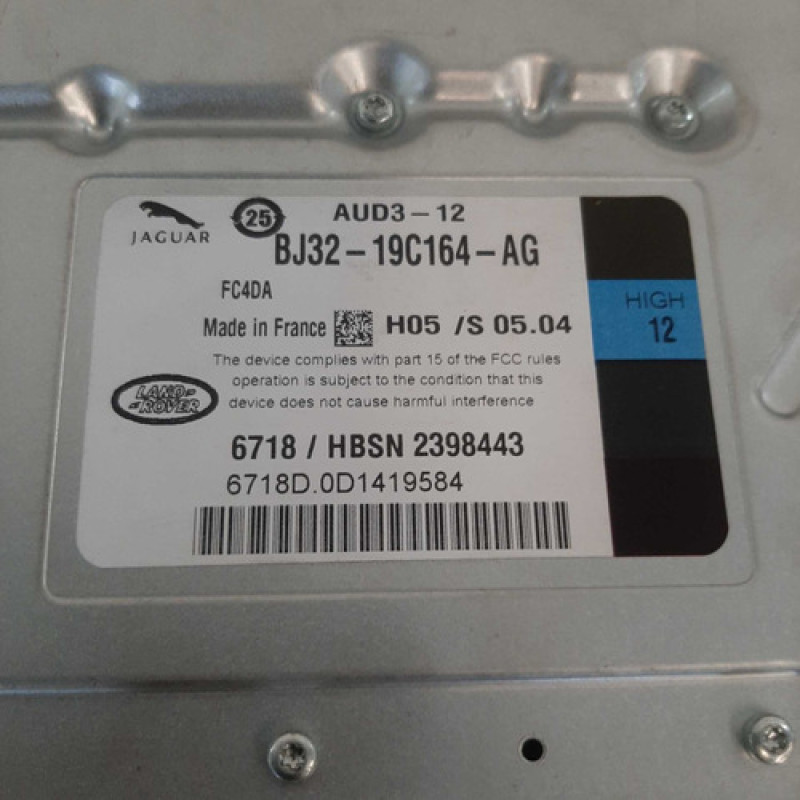 JAGUAR
25
AUD3-12
BJ32-19C164-AG
FC4DA
Made in France
H05 /S 05.04
The device complies with part 15 of the FCC rules
operation is subject to the condition that this
device does not cause harmful interference
LAND-
ROVER
6718 / HBSN 2398443
6718D.0D1419584
HIGH
12